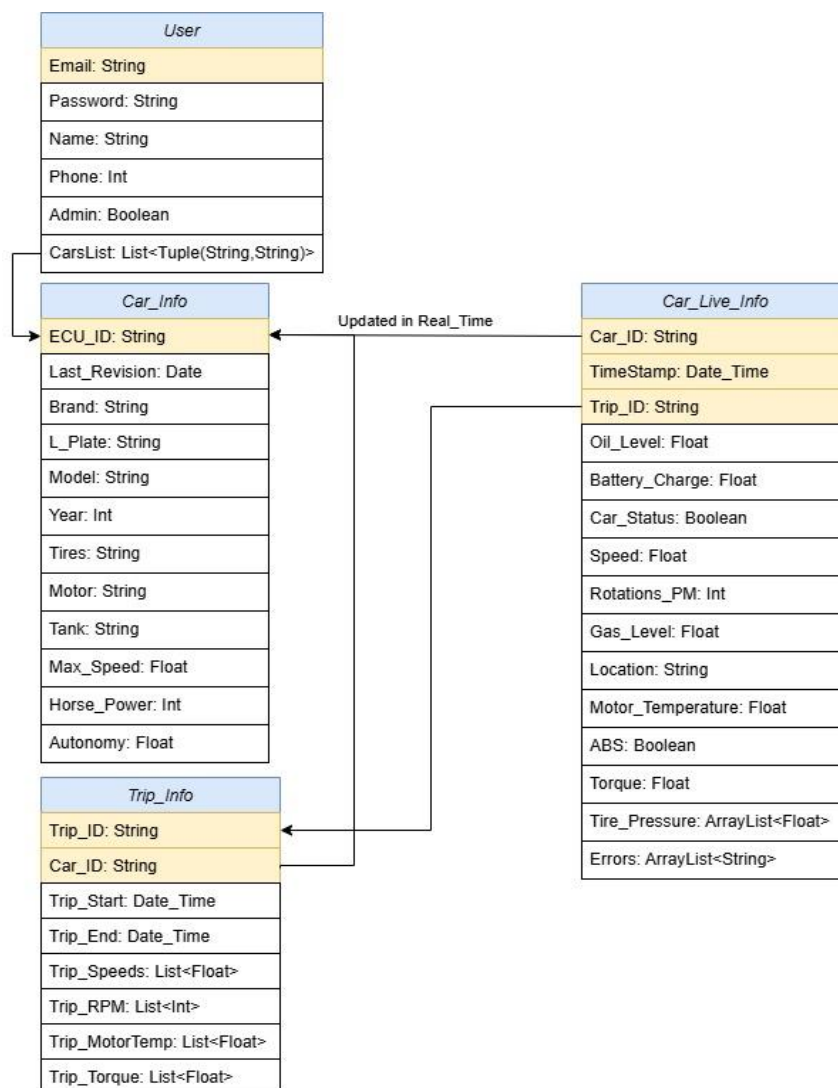 User
Email: String
Password: String
Name: String
Phone: Int
Admin: Boolean
CarsList: List<Tuple(String,String)>
Car_Info
ECU_ID: String
Last_Revision: Date
Brand: String
L_Plate: String
Model: String
Year: Int
Tires: String
Motor: String
Tank: String
Max_Speed: Float
Horse_Power: Int
Autonomy: Float
Updated in Real_Time
Car_Live_Info
Car_ID: String
TimeStamp: Date_Time
Trip_ID: String
Oil_Level: Float
Battery_Charge: Float
Car_Status: Boolean
Speed: Float
Rotations_PM: Int
Gas_Level: Float
Location: String
Motor_Temperature: Float
ABS: Boolean
Torque: Float
Tire_Pressure: ArrayList<Float>
Errors: ArrayList<String>
Trip_Info
Trip_ID: String
Car_ID: String
Trip_Start: Date_Time
Trip_End: Date_Time
Trip_Speeds: List<Float>
Trip_RPM: List<Int>
Trip_MotorTemp: List<Float>
Trip_Torque: List<Float>